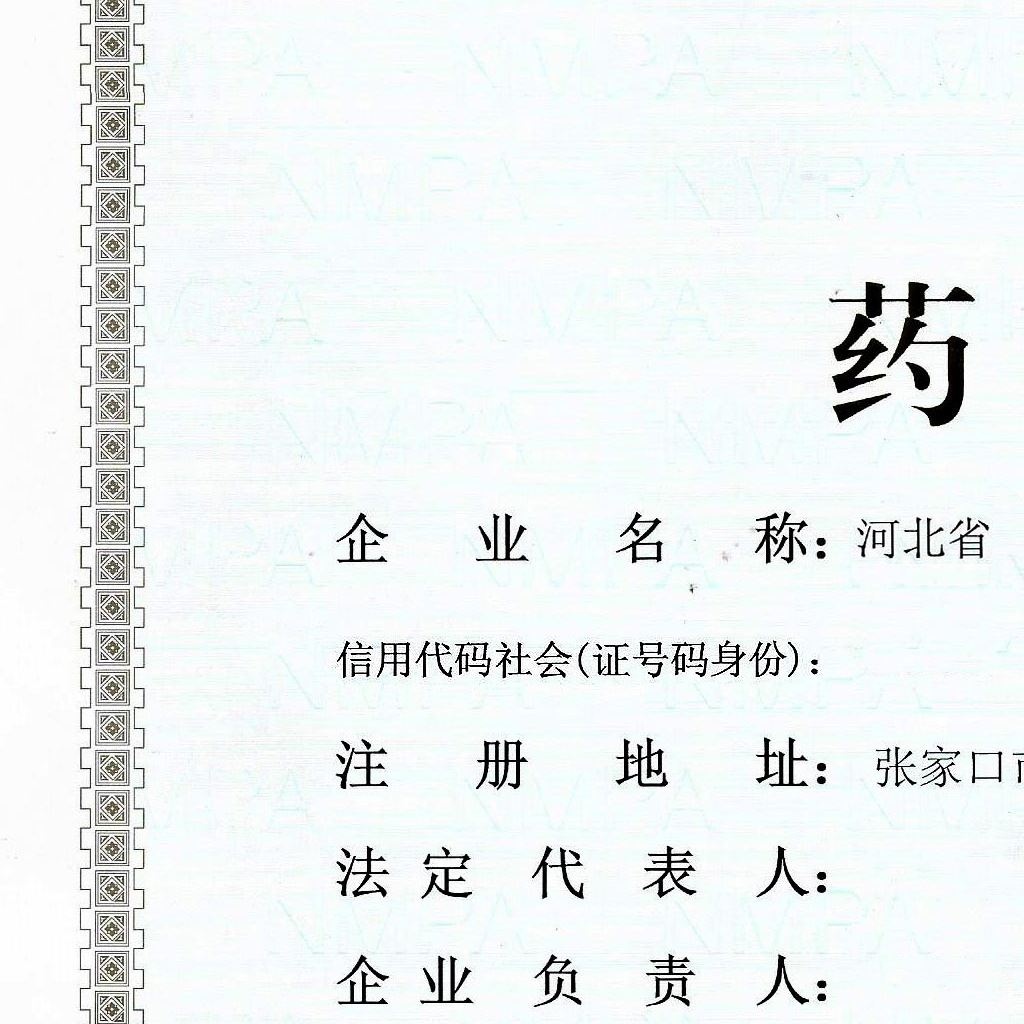 药
企业名称：河北省
信用代码社会(证号码身份)：
注册地址：张家口市
法定代表人：
企业负责人：